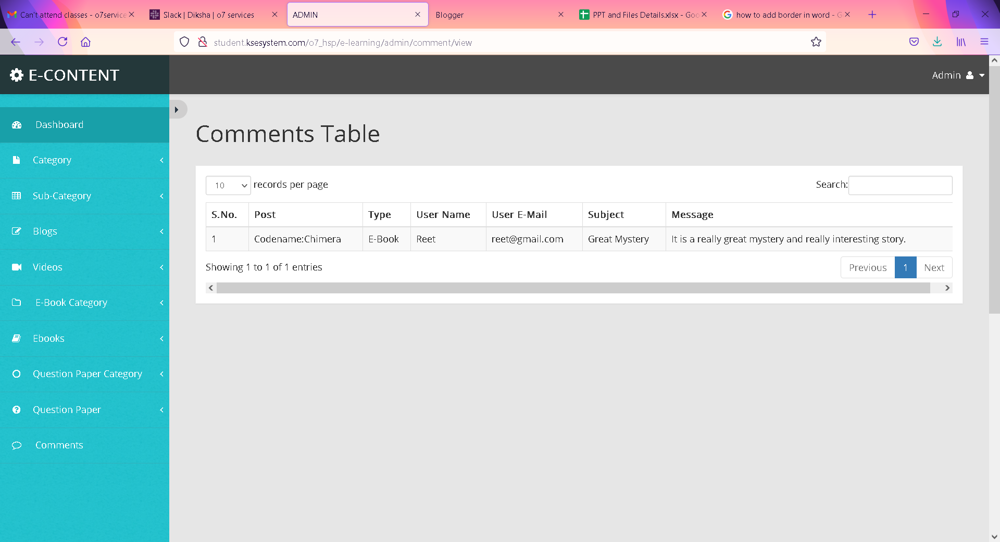 Can't attend classes - o7service
Slack | Diksha | o7 services
ADMIN
Blogger
PPT and Files Details.xlsx - Goo
how to add border in word - G
student.ksesystem.com/o7_hsp/e-learning/admin/comment/view
E-CONTENT
Admin
Dashboard
Category
Sub-Category
Blogs
Videos
E-Book Category
Ebooks
Question Paper Category
Question Paper
Comments
Comments Table
10 records per page
Search:
S.No. Post Type User Name User E-Mail Subject Message
1 Codename:Chimera E-Book Reet reet@gmail.com Great Mystery It is a really great mystery and really interesting story.
Showing 1 to 1 of 1 entries
Previous 1 Next